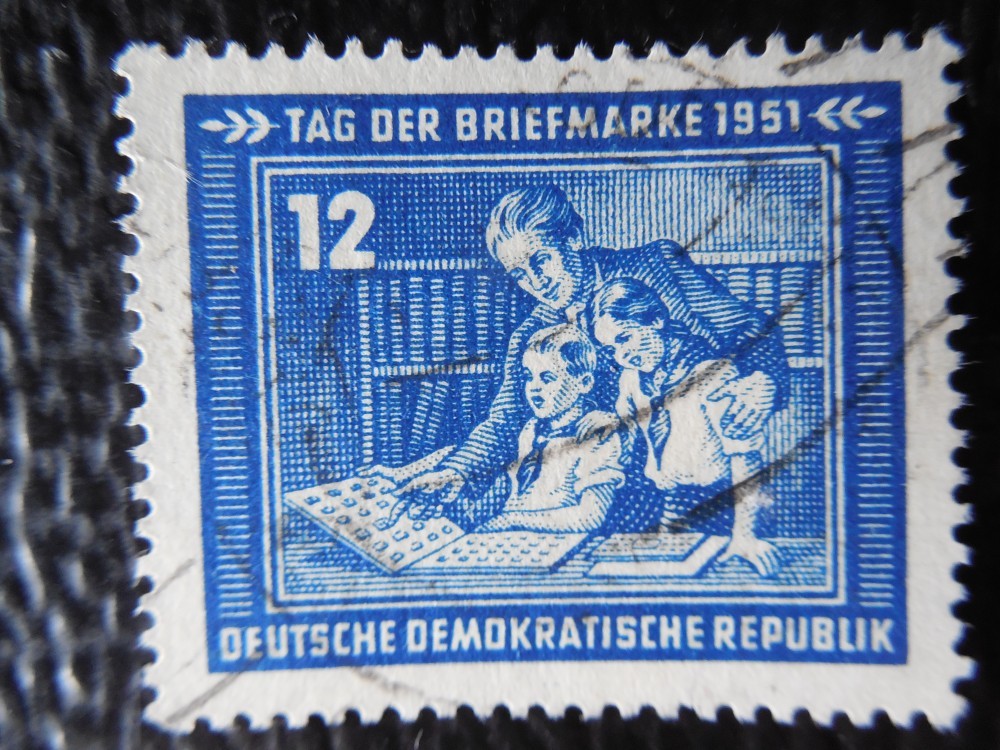 TAG DER BRIEFMARKE 1951
12
DEUTSCHE DEMOKRATISCHE REPUBLIK